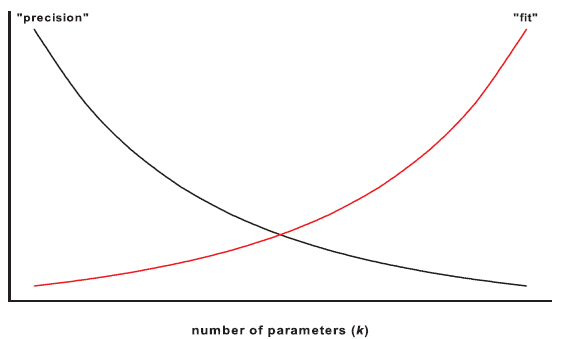 "precision"
"fit"
number of parameters (k)